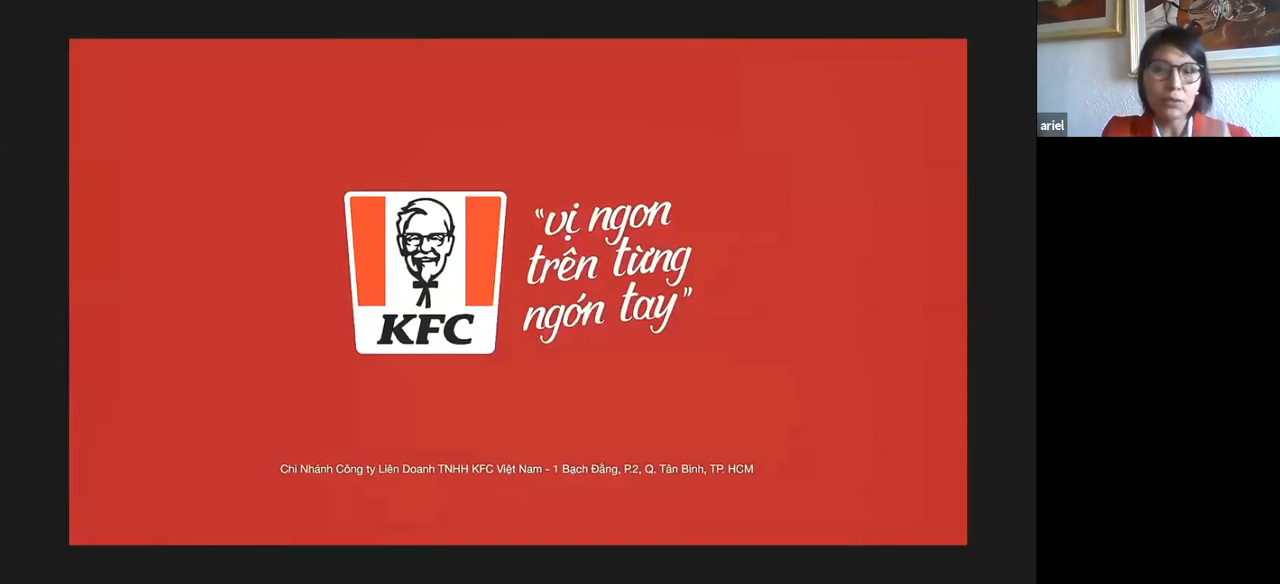 KFC
"vị ngon
trên từng
ngón tay"
Chi Nhánh Công ty Liên Doanh TNHH KFC Việt Nam - 1 Bạch Đằng, P.2, Q. Tân Bình, TP. HCM
ariel